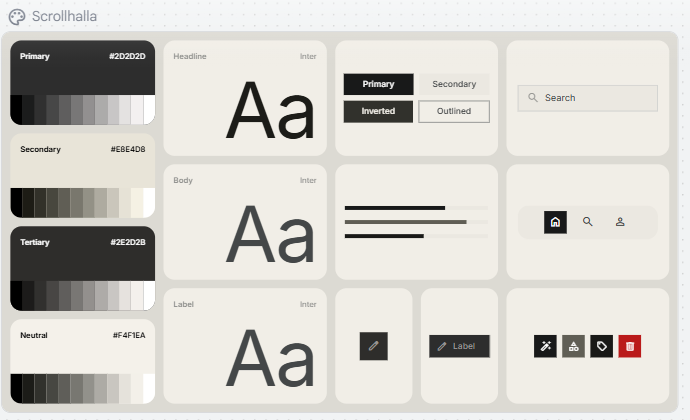 Scrollhalla
Primary #2D2D2D
Secondary #E8E4D8
Tertiary #2E2D2B
Neutral #F4F1EA
Headline Inter
Aa
Body Inter
Aa
Label Inter
Aa
Primary Secondary
Inverted Outlined
Label
Search